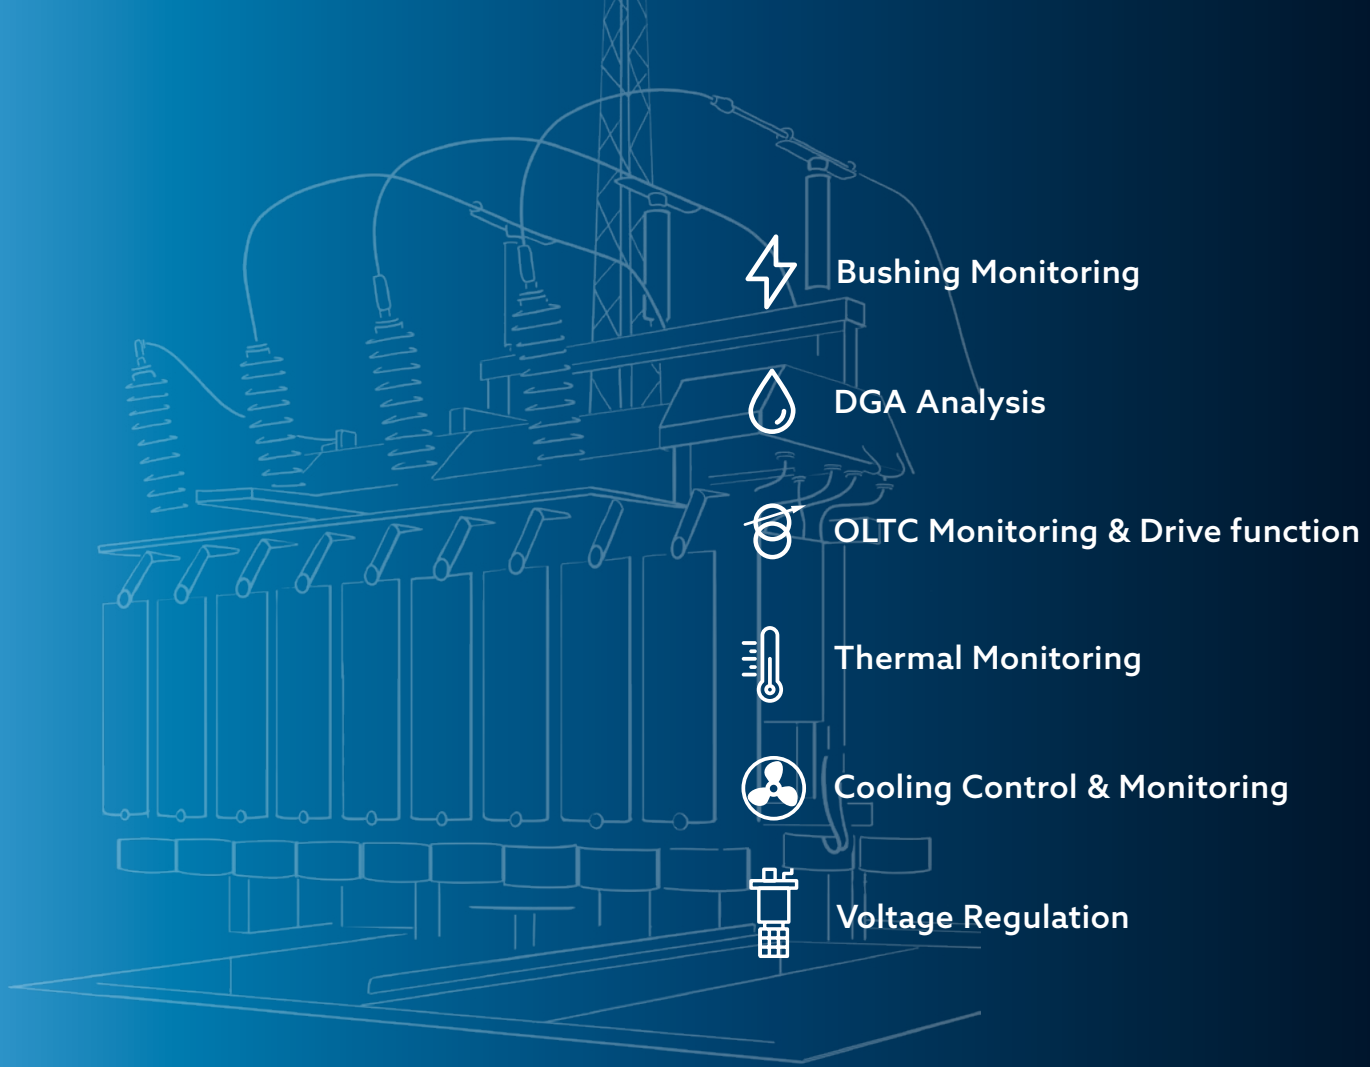 Bushing Monitoring
DGA Analysis
OLTC Monitoring & Drive function
Thermal Monitoring
Cooling Control & Monitoring
Voltage Regulation